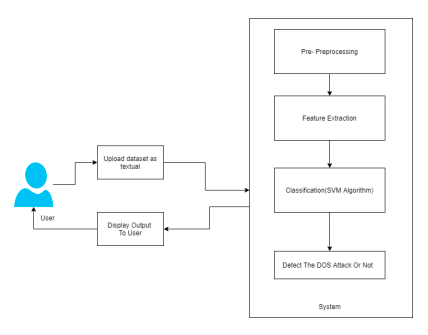 Pre- Preprocessing
Feature Extraction
Upload dataset as
textual
Classification(SVM Algorithm)
User
Display Output
To User
Detect The DOS Attack Or Not
System